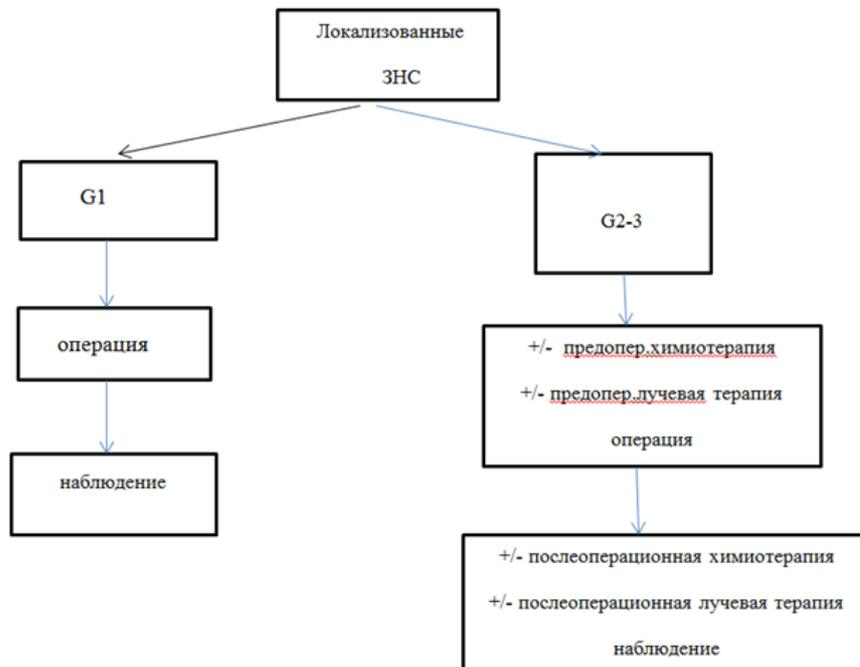 Локализованные
ЗНС
G1
G2-3
операция
+/- предопер.химиотерапия
+/- предопер.лучевая терапия
операция
наблюдение
+/- послеоперационная химиотерапия
+/- послеоперационная лучевая терапия
наблюдение